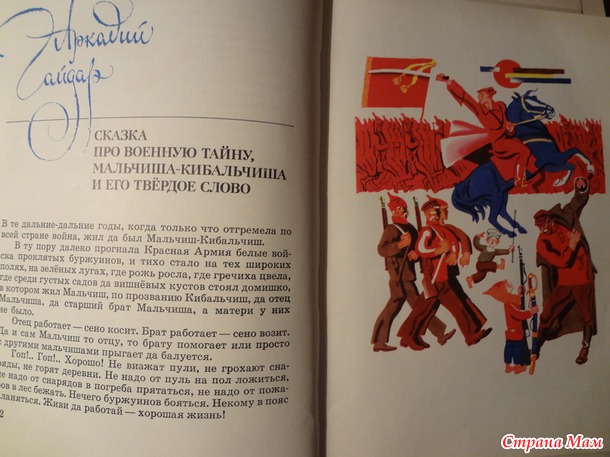 Аркадий
Гайдар
СКАЗКА
ПРО ВОЕННУЮ ТАЙНУ,
МАЛЬЧИША-КИБАЛЬЧИША
И ЕГО ТВЁРДОЕ СЛОВО
В те дальние-дальние годы, когда только что отгремела по
всей стране война, жил да был Мальчиш-Кибальчиш.
В ту пору далеко прогнала Красная Армия белые вой-
ска проклятых буржуинов, и тихо стало на тех широких
полях, на зелёных лугах, где рожь росла, где гречиха цвела,
где среди густых садов да вишнёвых кустов стоял домишко,
в котором жил Мальчиш, по прозванию Кибальчиш, да отец
Мальчиша, да старший брат Мальчиша, а матери у них
не было.
Отец работает — сено косит. Брат работает — сено возит.
Да и сам Мальчиш то отцу, то брату помогает или просто
с другими мальчишами прыгает да балуется.
Гоп!.. Гоп!.. Хорошо! Не визжат пули, не грохают сна-
ряды, не горят деревни. Не надо от пуль на пол ложиться,
не надо от снарядов в погреба прятаться, не надо от пожа-
ров в лес бежать. Нечего буржуинов бояться. Некому в пояс
кланяться. Живи да работай — хорошая жизнь!
2
Страна Мам